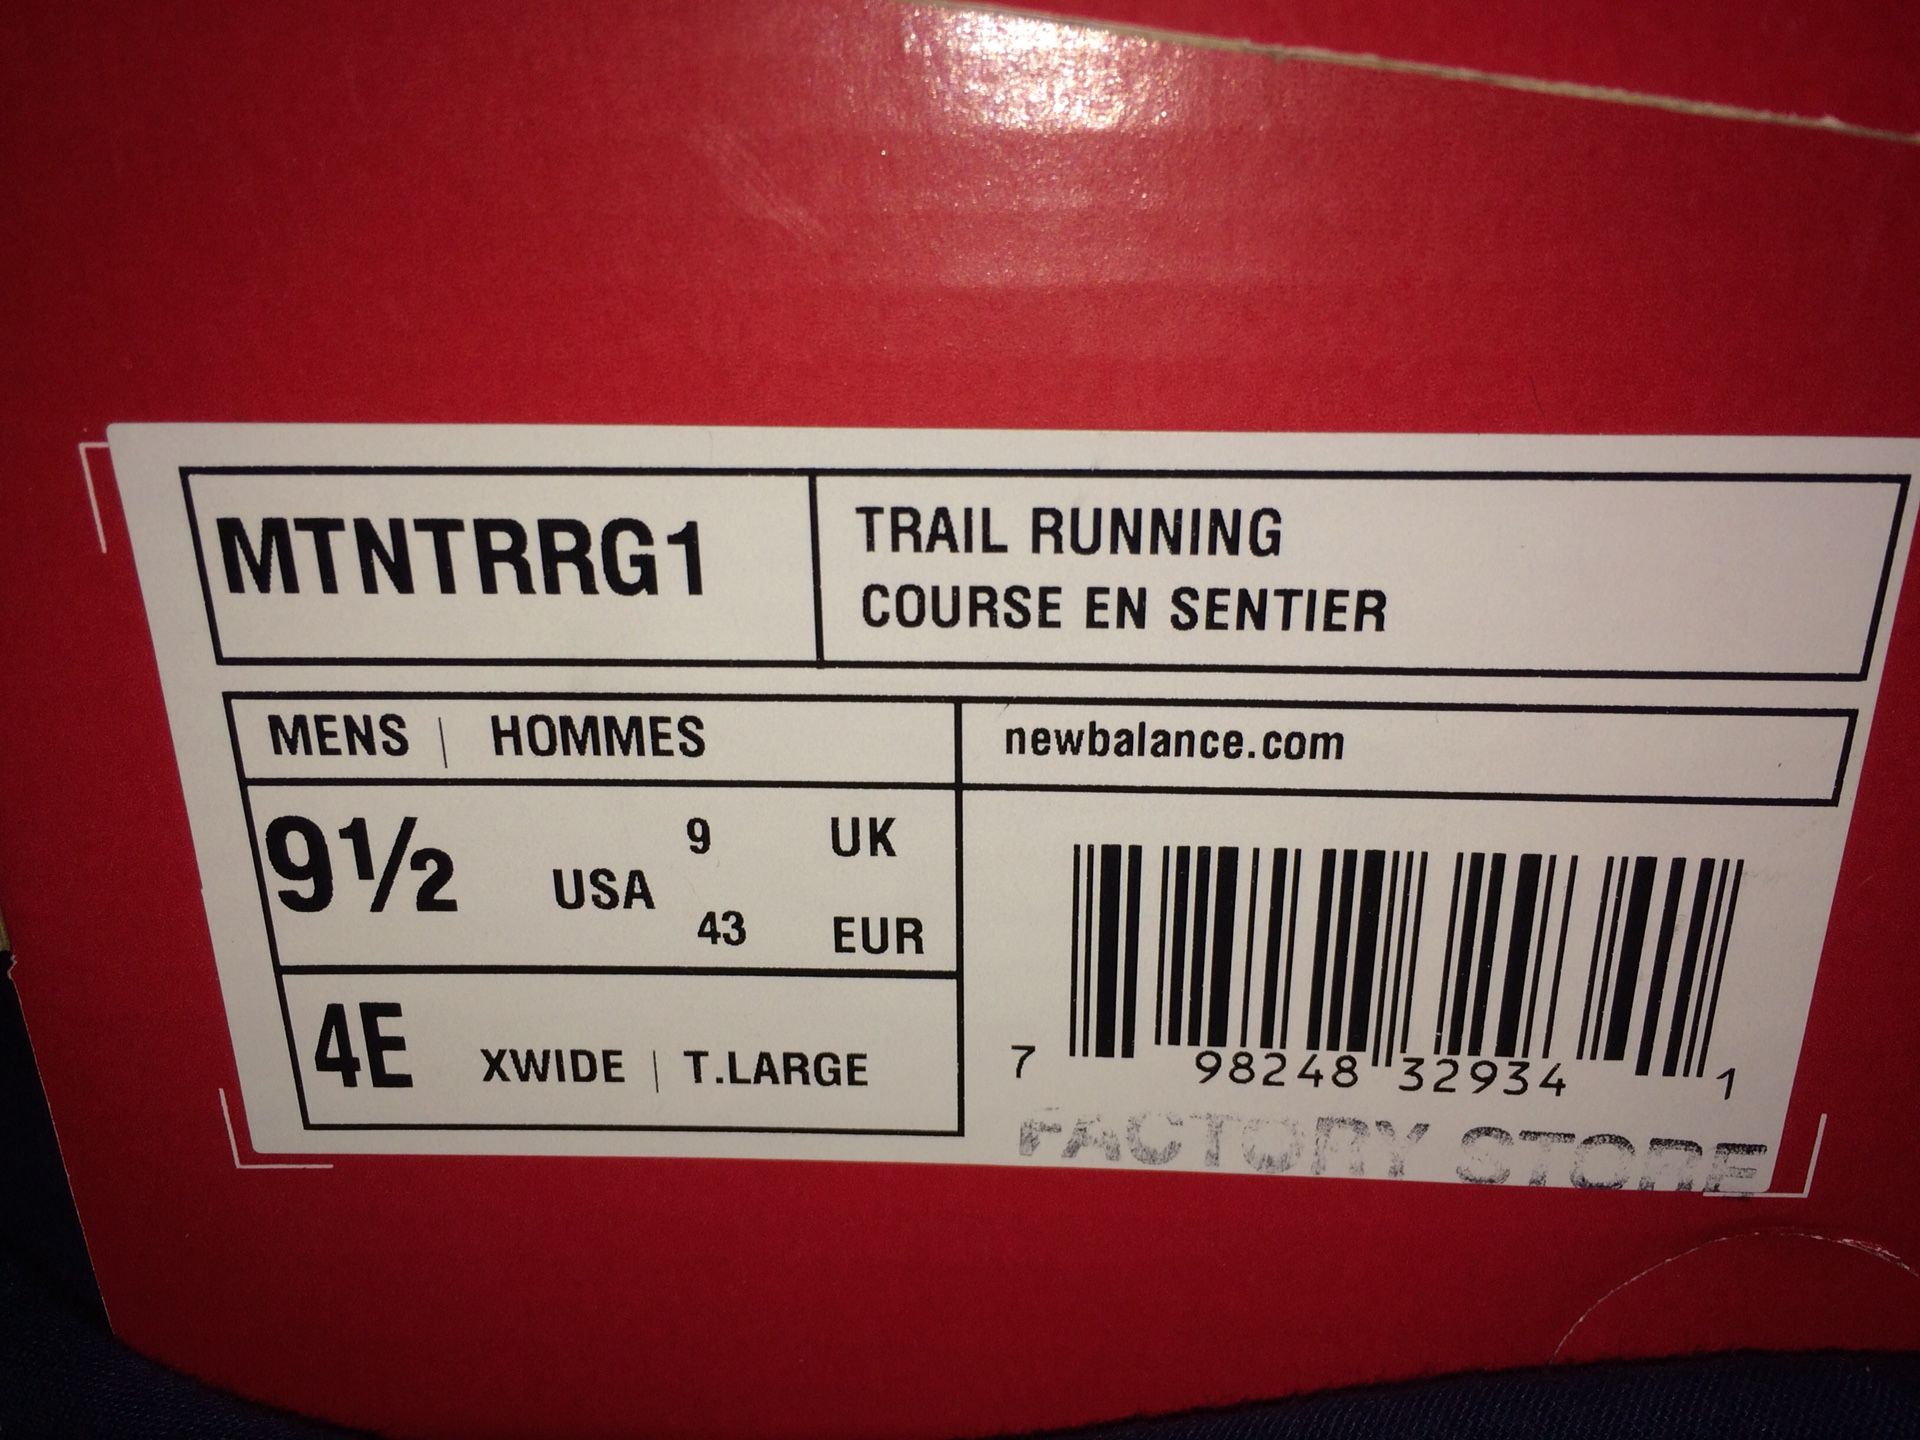 MTNTRRG1
TRAIL RUNNING
COURSE EN SENTIER
MENS | HOMMES
newbalance.com
9½ USA
9 UK
43 EUR
4E XWIDE | T.LARGE
7 98248 32934 1
FACTORY STORE